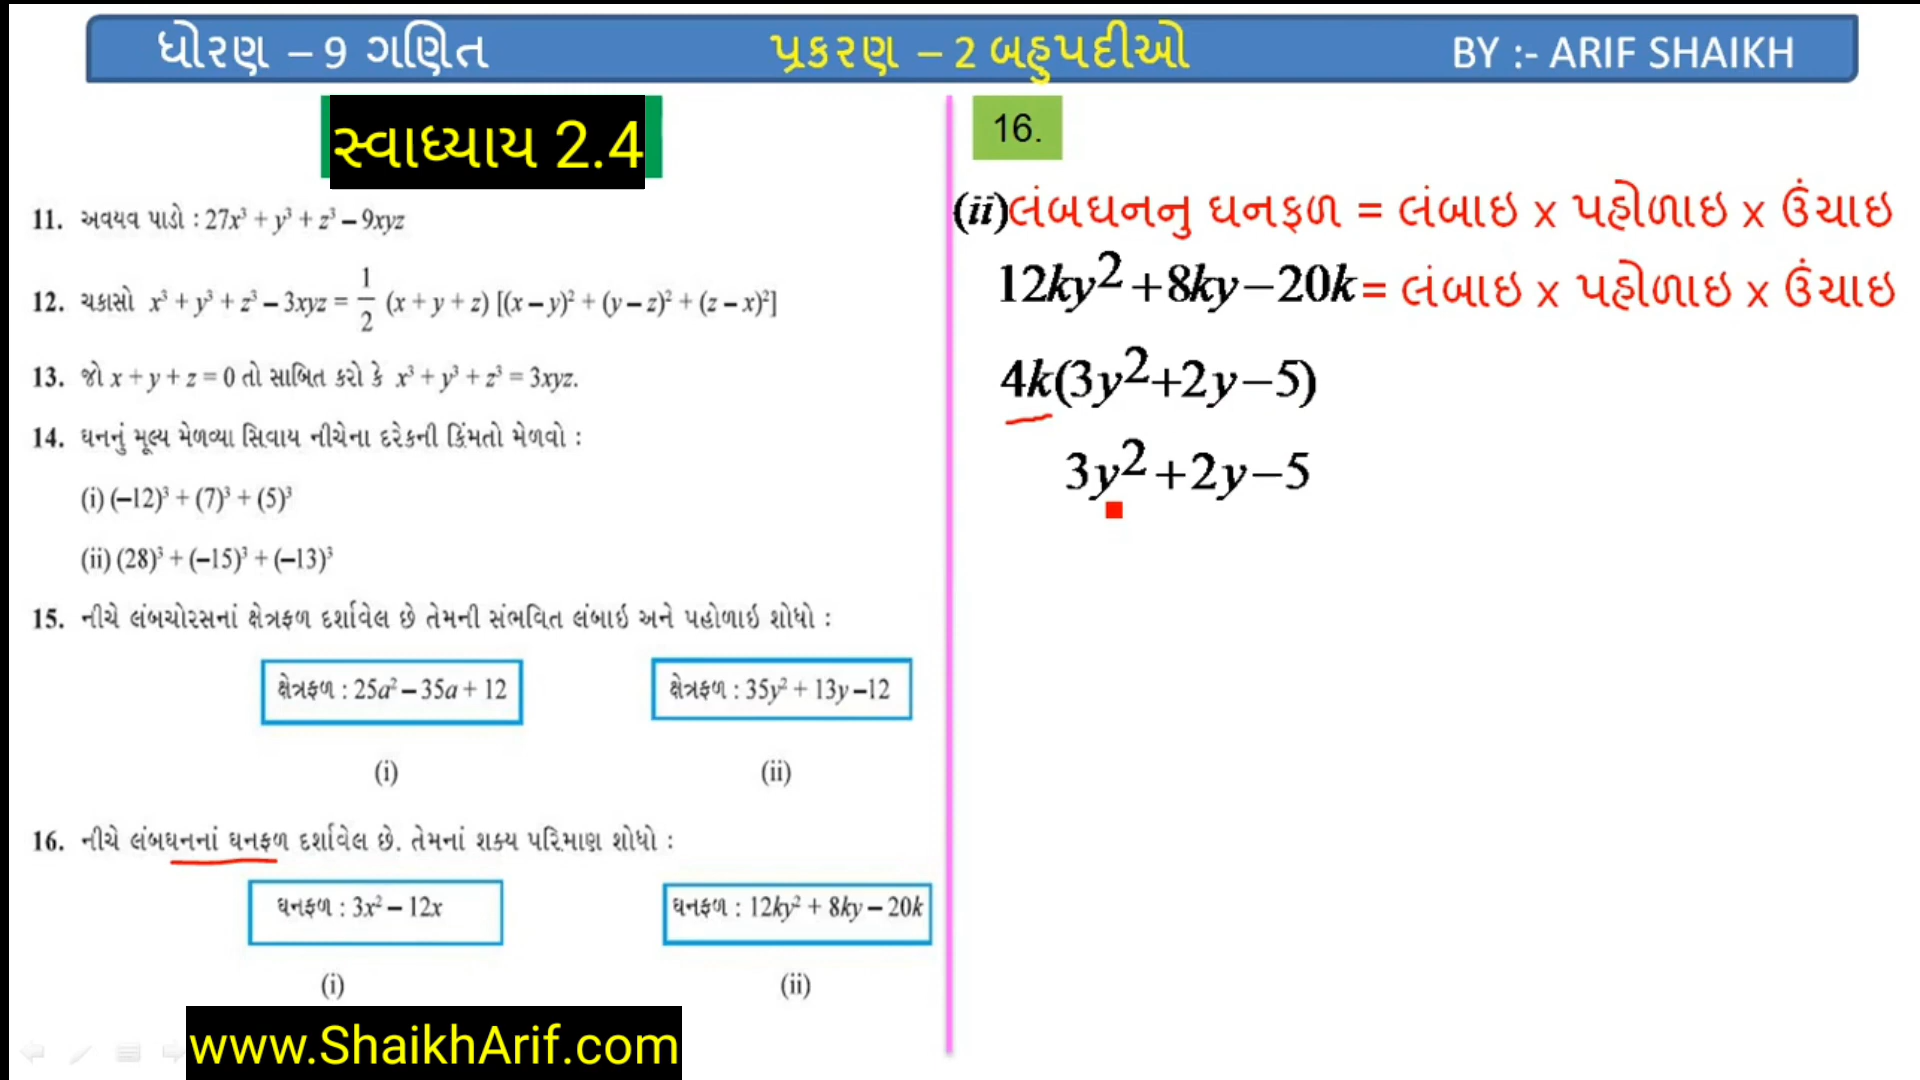 ધોરણ – 9 ગણિત પ્રકરણ – 2 બહુપદીઓ BY :- ARIF SHAIKH
સ્વાધ્યાય 2.4
11. અવયવ પાડો : 27x³ + y³ + z³ – 9xyz
12. ચકાસો x³ + y³ + z³ – 3xyz = 1/2 (x + y + z) [(x – y)² + (y – z)² + (z – x)²]
13. જો x + y + z = 0 તો સાબિત કરો કે x³ + y³ + z³ = 3xyz.
14. ઘનનું મૂલ્ય મેળવ્યા સિવાય નીચેના દરેકની કિંમતો મેળવો :
(i) (–12)³ + (7)³ + (5)³
(ii) (28)³ + (–15)³ + (–13)³
15. નીચે લંબચોરસનાં ક્ષેત્રફળ દર્શાવેલ છે તેમની સંભવિત લંબાઇ અને પહોળાઇ શોધો :
ક્ષેત્રફળ : 25a² – 35a + 12 ક્ષેત્રફળ : 35y² + 13y –12
(i) (ii)
16. નીચે લંબઘનનાં ઘનફળ દર્શાવેલ છે. તેમનાં શક્ય પરિમાણ શોધો :
ઘનફળ : 3x² – 12x ઘનફળ : 12ky² + 8ky – 20k
(i) (ii)
www.ShaikhArif.com
16.
(ii)લંબઘનનુ ઘનફળ = લંબાઇ x પહોળાઇ x ઉંચાઇ
12ky²+8ky–20k= લંબાઇ x પહોળાઇ x ઉંચાઇ
4k(3y²+2y–5)
3y²+2y–5